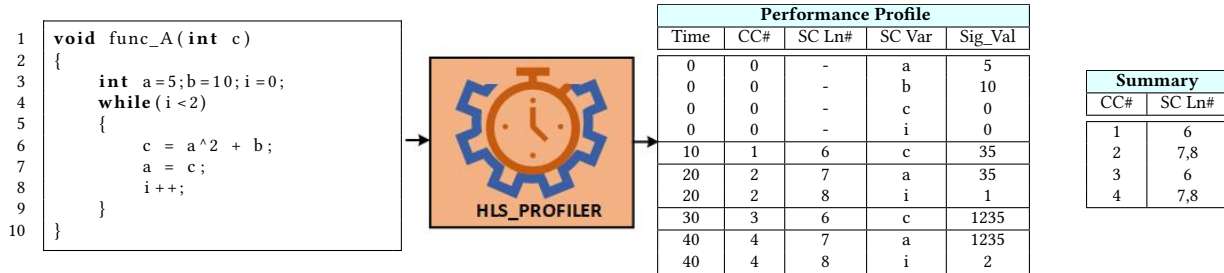 1 void func_A(int c)
2 {
3 int a=5;b=10;i=0;
4 while(i<2)
5 {
6 c = a^2 + b;
7 a = c;
8 i++;
9 }
10 }
HLS_PROFILER
Performance Profile
Time CC# SC Ln# SC Var Sig_Val
0 0 - a 5
0 0 - b 10
0 0 - c 0
0 0 - i 0
10 1 6 c 35
20 2 7 a 35
20 2 8 i 1
30 3 6 c 1235
40 4 7 a 1235
40 4 8 i 2
Summary
CC# SC Ln#
1 6
2 7,8
3 6
4 7,8